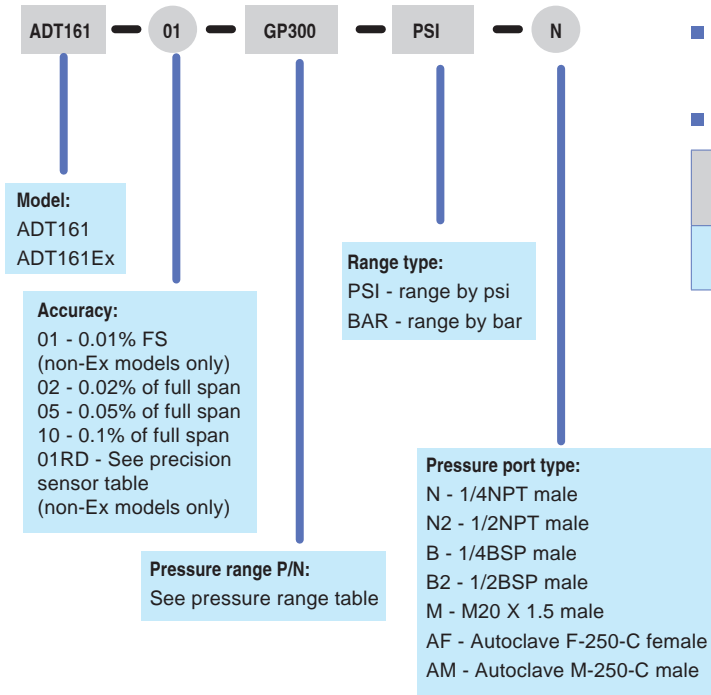 ADT161 — 01 — GP300 — PSI — N
Model:
ADT161
ADT161Ex
Accuracy:
01 - 0.01% FS
(non-Ex models only)
02 - 0.02% of full span
05 - 0.05% of full span
10 - 0.1% of full span
01RD - See precision
sensor table
(non-Ex models only)
Pressure range P/N:
See pressure range table
Range type:
PSI - range by psi
BAR - range by bar
Pressure port type:
N - 1/4NPT male
N2 - 1/2NPT male
B - 1/4BSP male
B2 - 1/2BSP male
M - M20 X 1.5 male
AF - Autoclave F-250-C female
AM - Autoclave M-250-C male